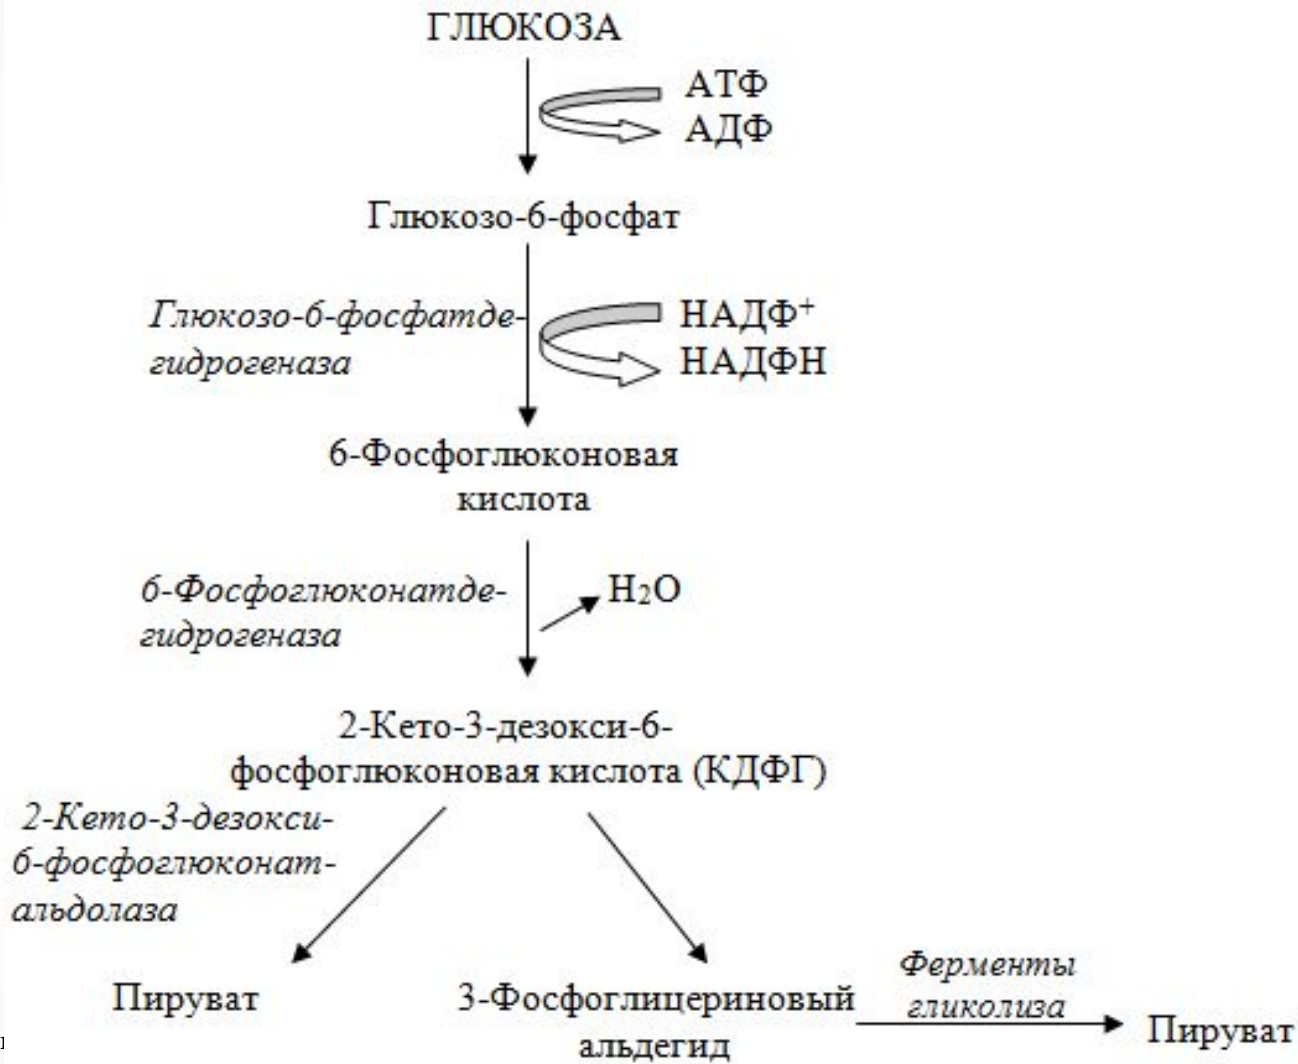 ГЛЮКОЗА
АТФ
АДФ
Глюкозо-6-фосфат
Глюкозо-6-фосфатде-
гидрогеназа
НАДФ⁺
НАДФН
6-Фосфоглюконовая
кислота
6-Фосфоглюконатде-
гидрогеназа
H₂O
2-Кето-3-дезокси-6-
фосфоглюконовая кислота (КДФГ)
2-Кето-3-дезокси-
6-фосфоглюконат-
альдолаза
Пируват
3-Фосфоглицериновый
альдегид
Ферменты
гликолиза
Пируват